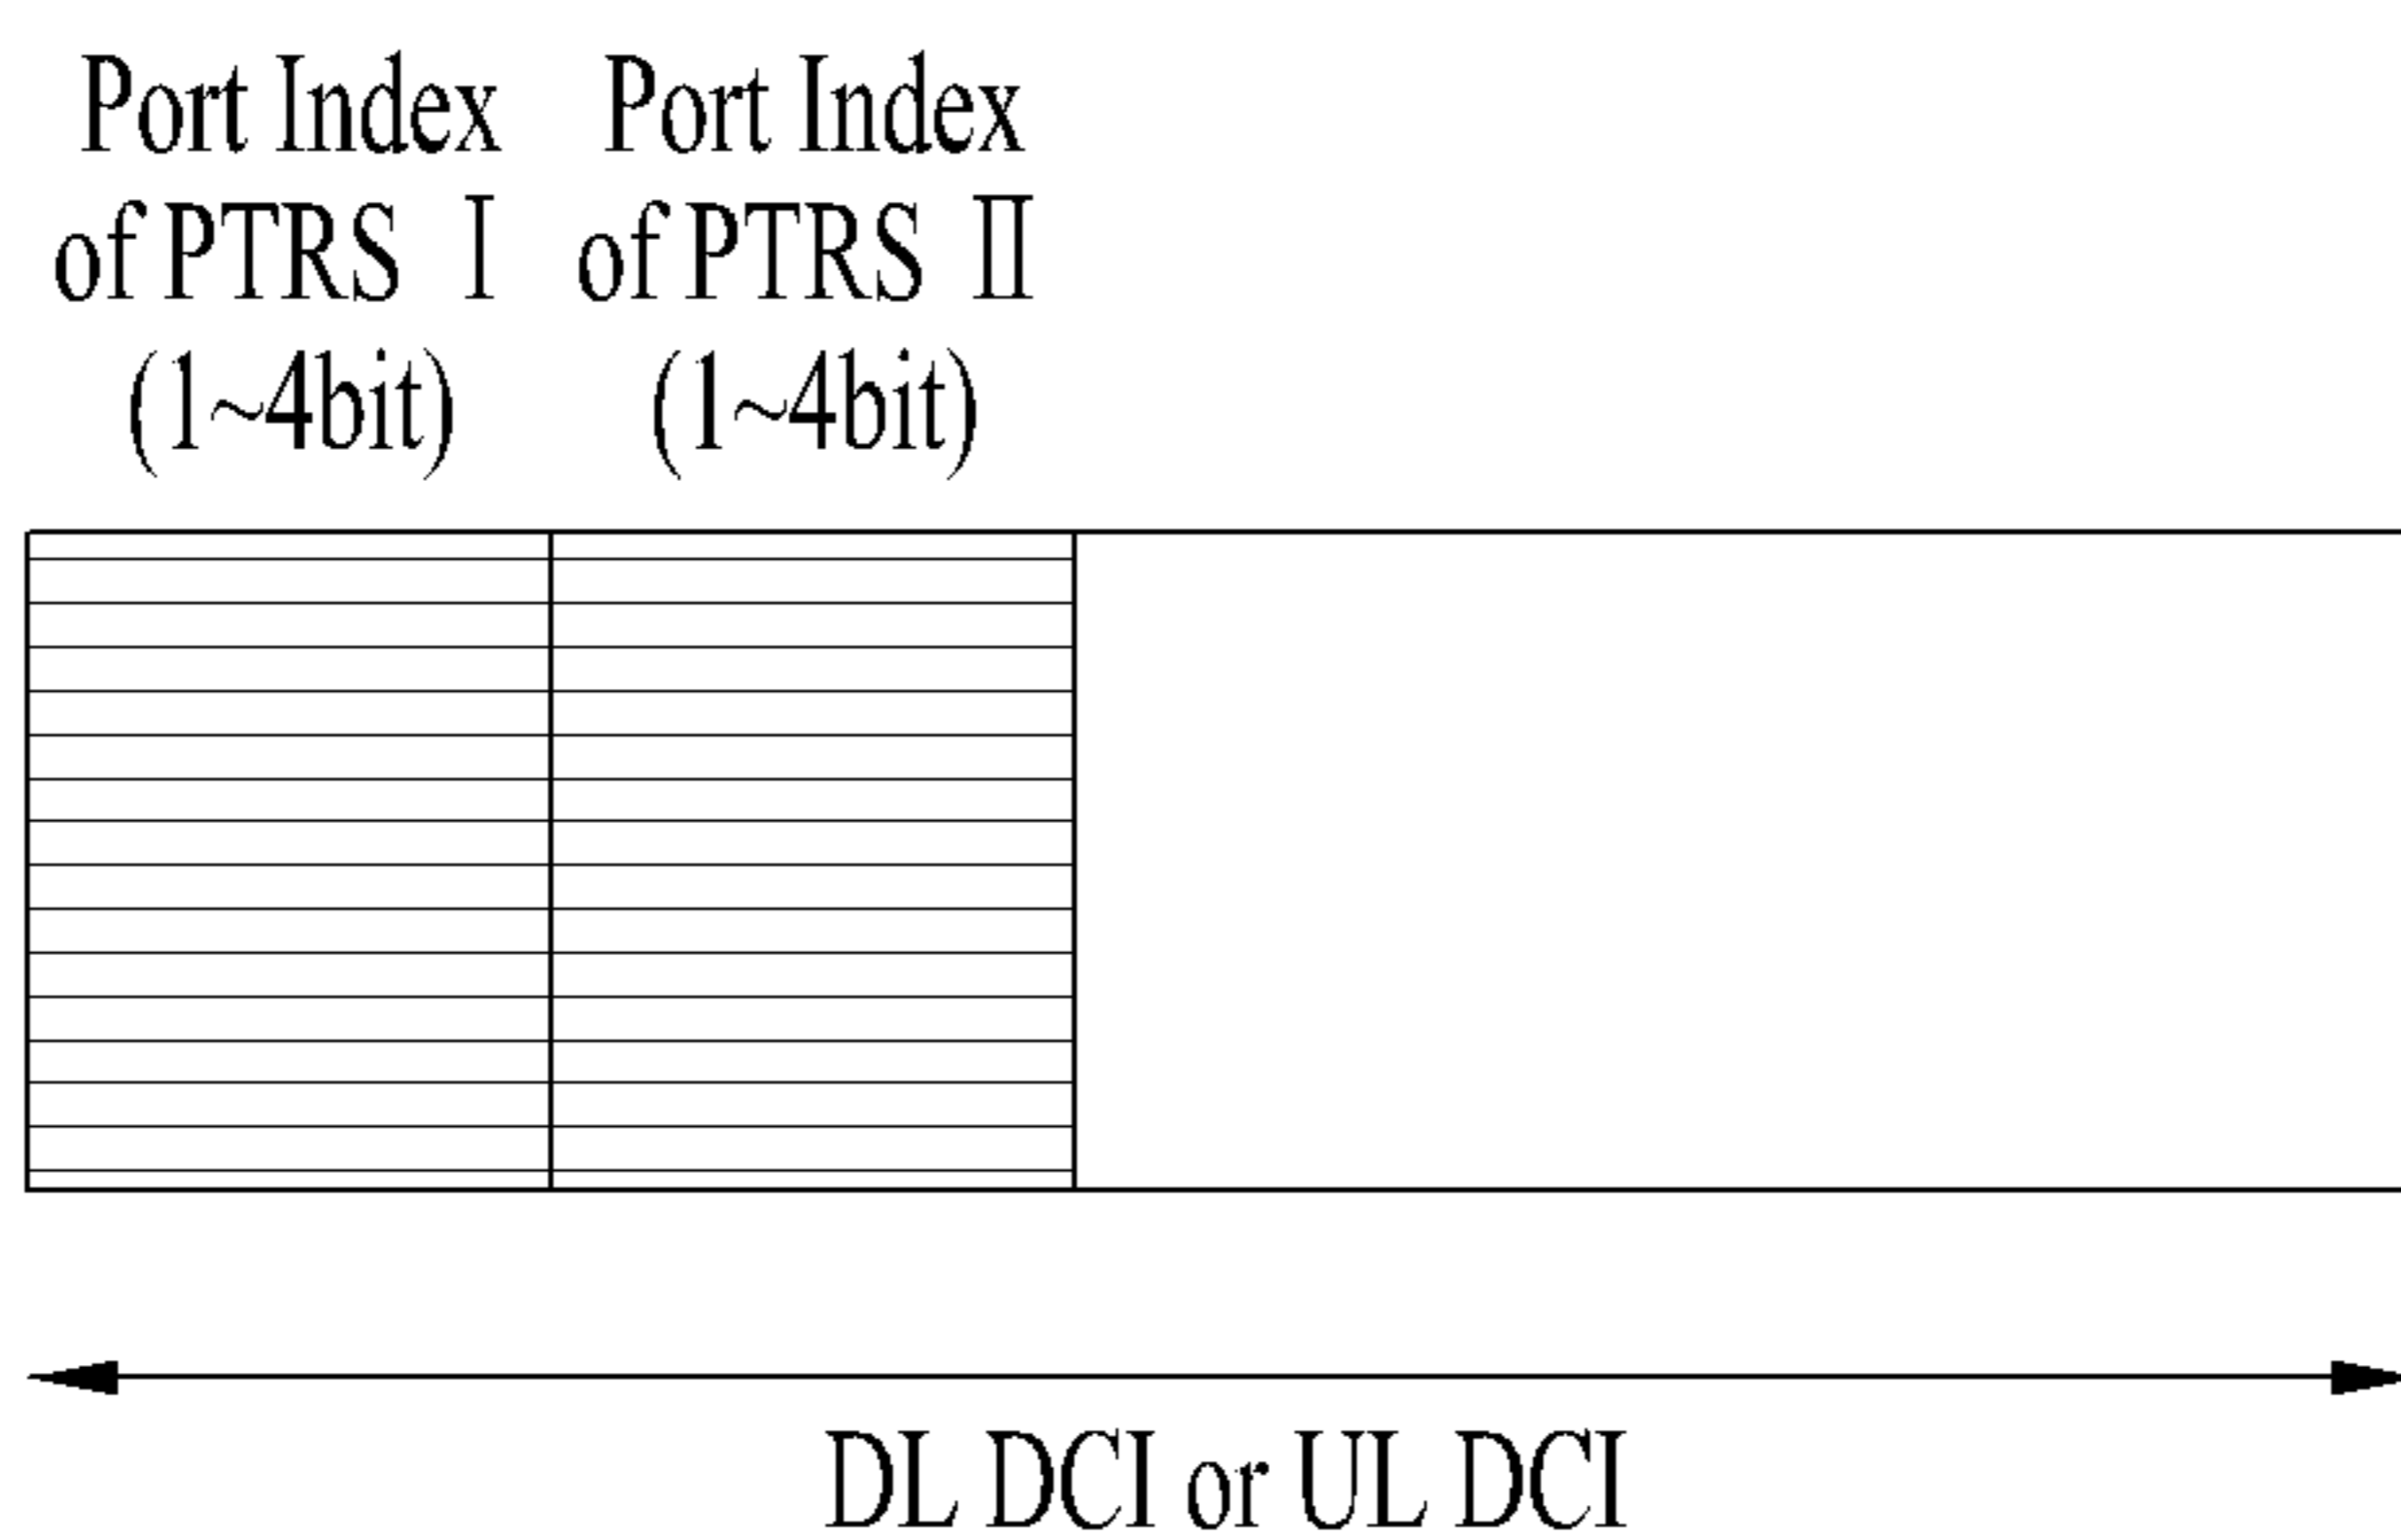 Port Index
of PTRS Ⅰ
(1~4bit)
Port Index
of PTRS Ⅱ
(1~4bit)
DL DCI or UL DCI